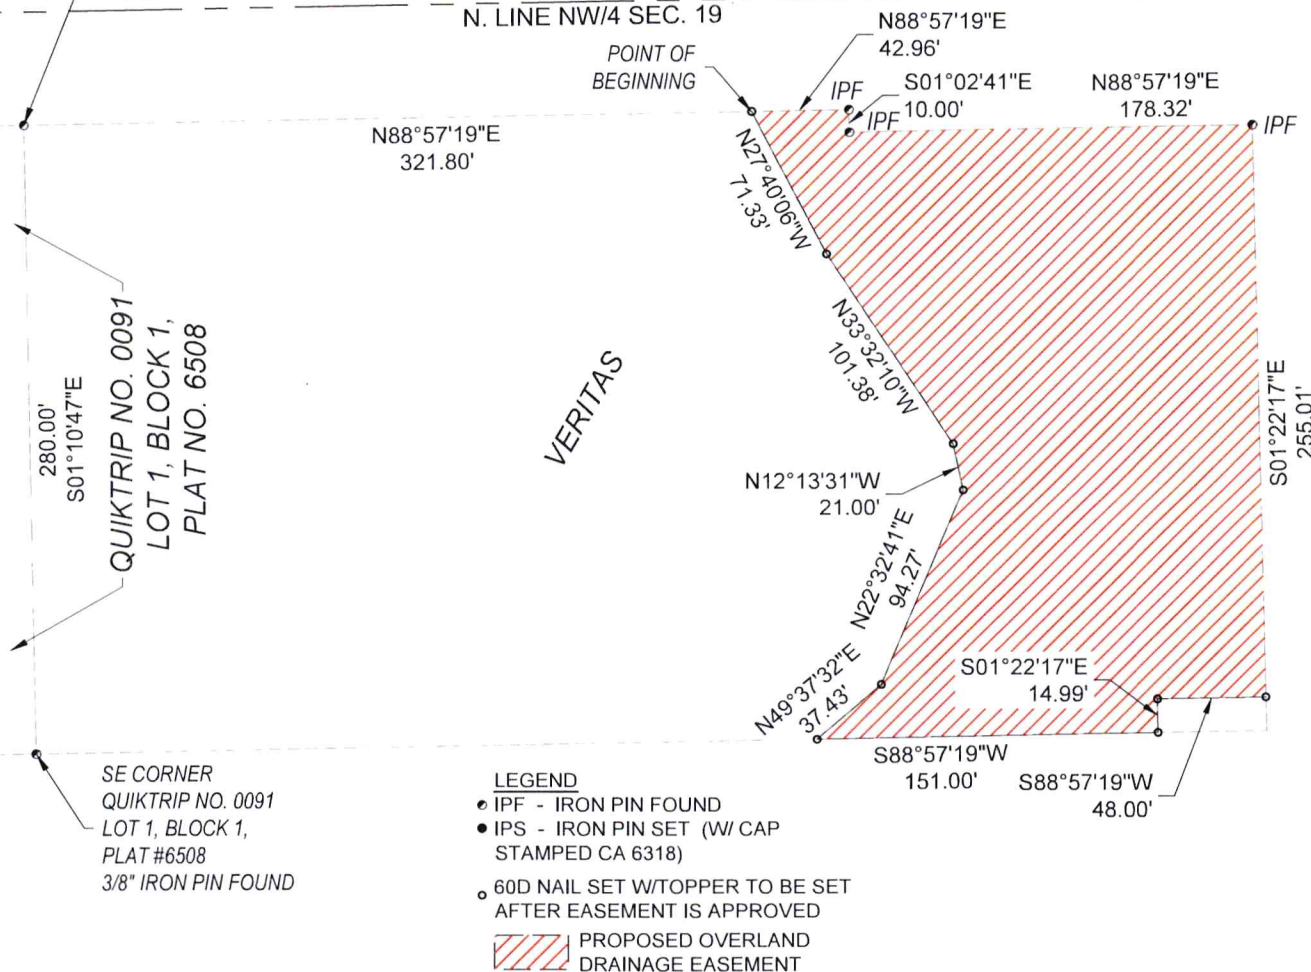 N. LINE NW/4 SEC. 19
N88°57'19"E
42.96'
POINT OF
BEGINNING
IPF
S01°02'41"E
10.00'
IPF
N88°57'19"E
178.32'
IPF
N88°57'19"E
321.80'
N27°40'06"W
71.33'
N33°32'10"W
101.38'
N12°13'31"W
21.00'
N22°32'41"E
94.27'
N49°37'32"E
37.43'
S01°22'17"E
255.01'
S01°22'17"E
14.99'
S88°57'19"W
151.00'
S88°57'19"W
48.00'
VERITAS
280.00'
S01°10'47"E
QUIKTRIP NO. 0091
LOT 1, BLOCK 1,
PLAT NO. 6508
SE CORNER
QUIKTRIP NO. 0091
LOT 1, BLOCK 1,
PLAT #6508
3/8" IRON PIN FOUND
LEGEND
IPF - IRON PIN FOUND
IPS - IRON PIN SET (W/ CAP
STAMPED CA 6318)
60D NAIL SET W/TOPPER TO BE SET
AFTER EASEMENT IS APPROVED
PROPOSED OVERLAND
DRAINAGE EASEMENT